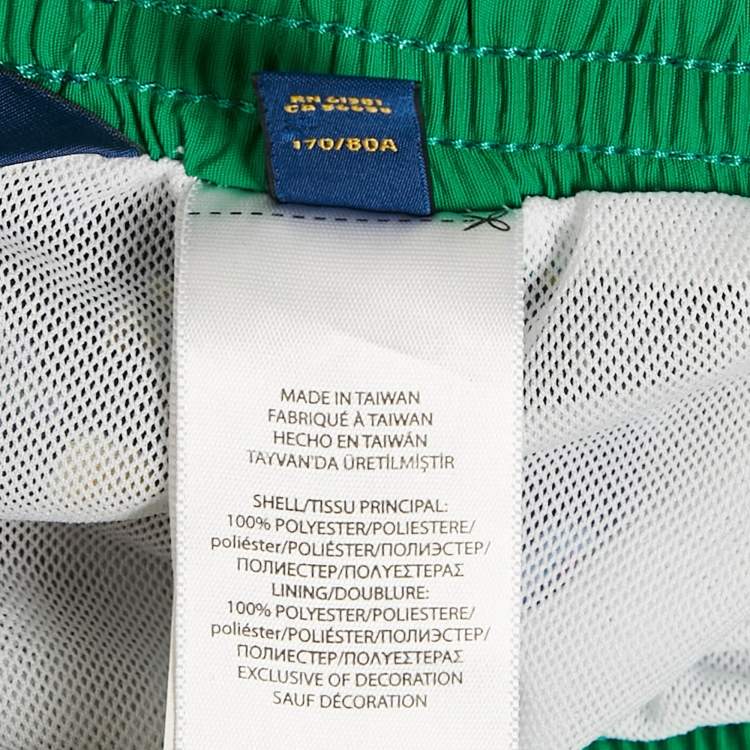 170/80A
MADE IN TAIWAN
FABRIQUÉ À TAIWAN
HECHO EN TAIWÁN
TAYVAN'DA ÜRETİLMİŞTİR
SHELL/TISSU PRINCIPAL:
100% POLYESTER/POLIESTERE/
poliéster/POLIÉSTER/ПОЛИЭСТЕР/
ПОЛИЕСТЕР/ΠΟΛΥΕΣΤΕΡΑΣ
LINING/DOUBLURE:
100% POLYESTER/POLIESTERE/
poliéster/POLIÉSTER/ПОЛИЭСТЕР/
ПОЛИЕСТЕР/ΠΟΛΥΕΣΤΕΡΑΣ
EXCLUSIVE OF DECORATION
SAUF DÉCORATION